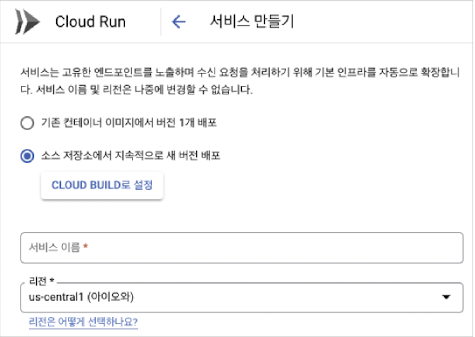 Cloud Run
서비스 만들기
서비스는 고유한 엔드포인트를 노출하며 수신 요청을 처리하기 위해 기본 인프라를 자동으로 확장합니
다. 서비스 이름 및 리전은 나중에 변경할 수 없습니다.
기존 컨테이너 이미지에서 버전 1개 배포
소스 저장소에서 지속적으로 새 버전 배포
CLOUD BUILD로 설정
서비스 이름 *
리전 *
us-central1 (아이오와)
리전은 어떻게 선택하나요?